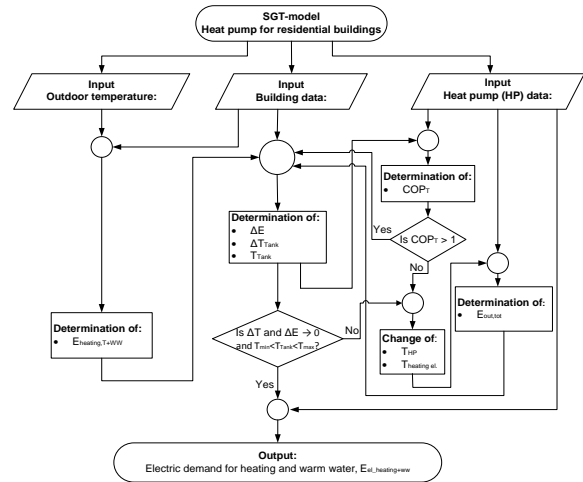 SGT-model
Heat pump for residential buildings
Input
Outdoor temperature:
Input
Building data:
Input
Heat pump (HP) data:
Determination of:
• COPT
Determination of:
• ΔE
• ΔTTank
• TTank
Yes
Is COPT > 1
No
Determination of:
• Eheating,T+WW
Is ΔT and ΔE → 0
and Tmin<TTank<Tmax?
No
Change of:
• THP
• Theating el.
Determination of:
• Eout,tot
Yes
Output:
Electric demand for heating and warm water, Eel_heating+ww